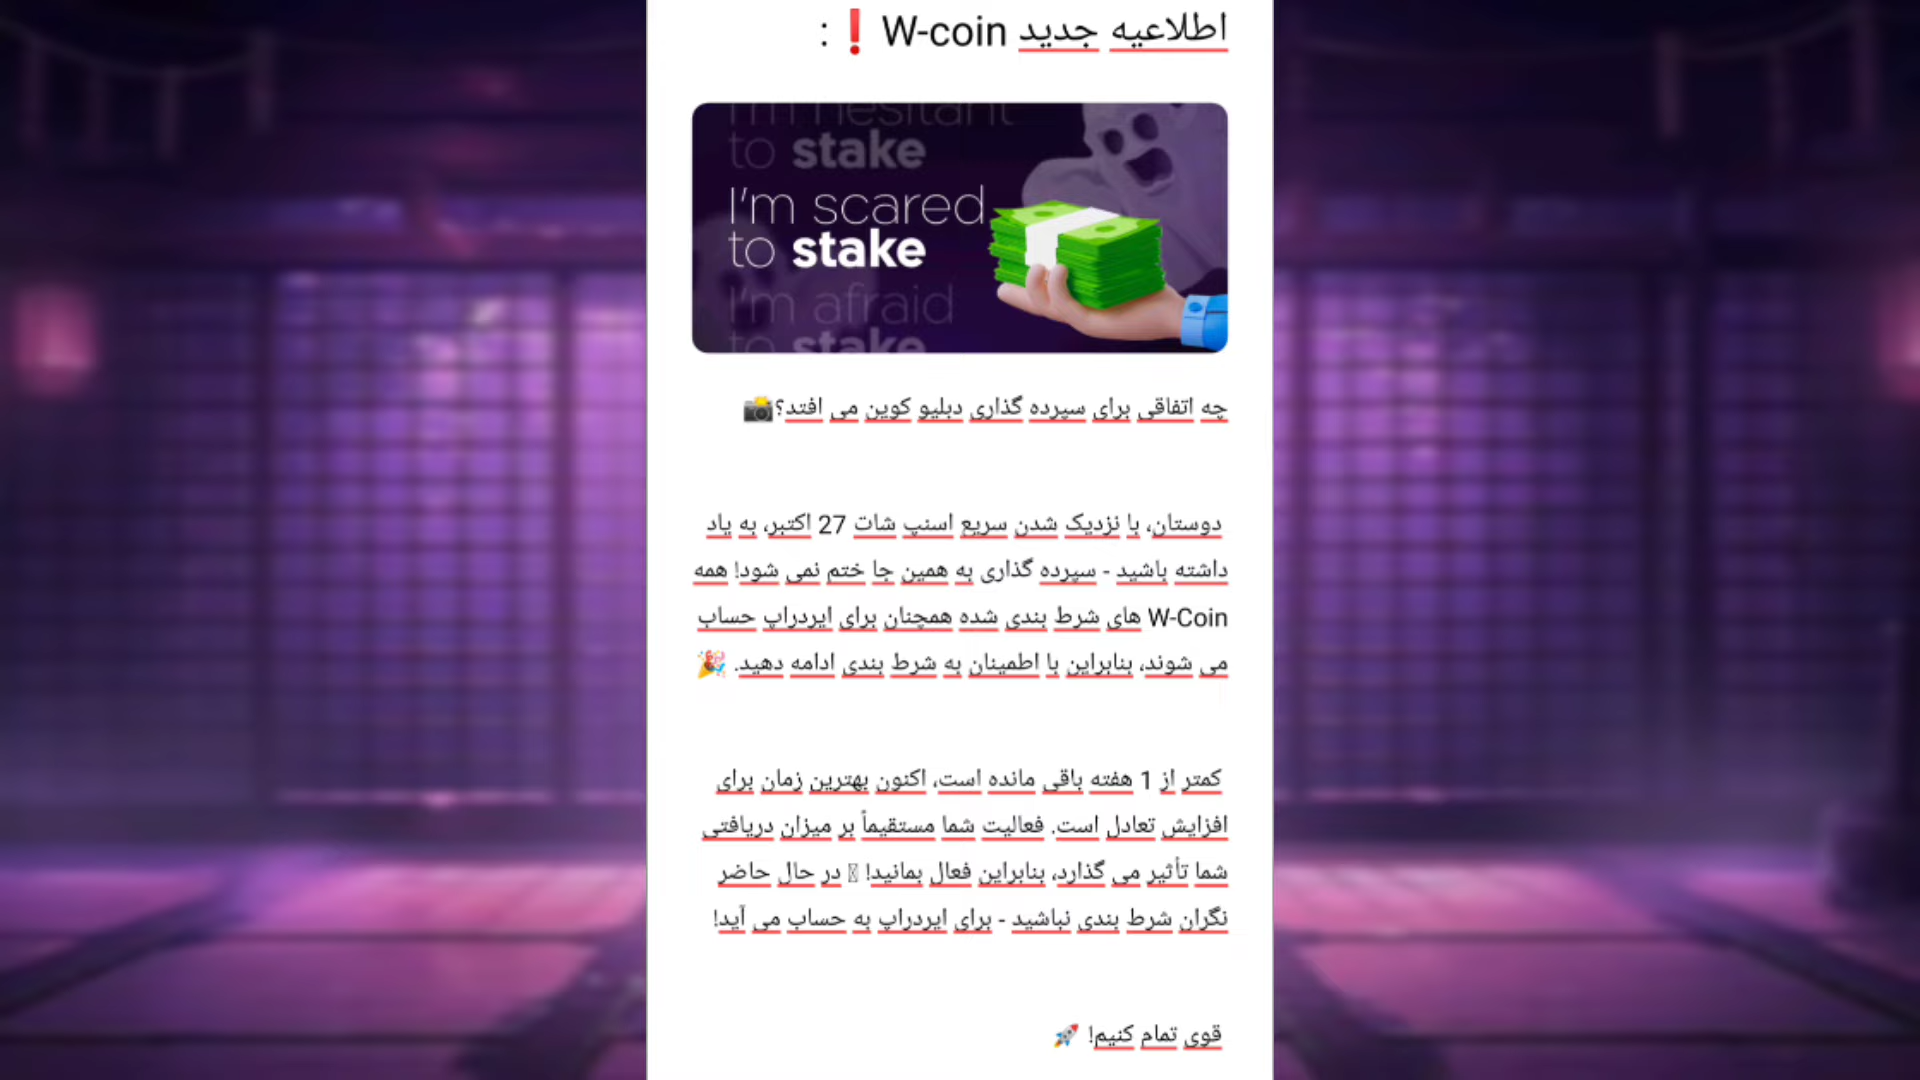 اطلاعیه جدید W-coin❗:
I'm hesitant
to stake
I'm scared
to stake
I'm afraid
to stake
چه اتفاقی برای سپرده گذاری دبلیو کوین می افتد؟📸
دوستان، با نزدیک شدن سریع اسنپ شات 27 اکتبر، به یاد
داشته باشید - سپرده گذاری به همین جا ختم نمی شود! همه
W-Coin های شرط بندی شده همچنان برای ایردراپ حساب
می شوند، بنابراین با اطمینان به شرط بندی ادامه دهید. 🎉
کمتر از 1 هفته باقی مانده است، اکنون بهترین زمان برای
افزایش تعادل است. فعالیت شما مستقیماً بر میزان دریافتی
شما تأثیر می گذارد، بنابراین فعال بمانید! در حال حاضر
نگران شرط بندی نباشید - برای ایردراپ به حساب می آید!
قوی تمام کنیم! 🚀